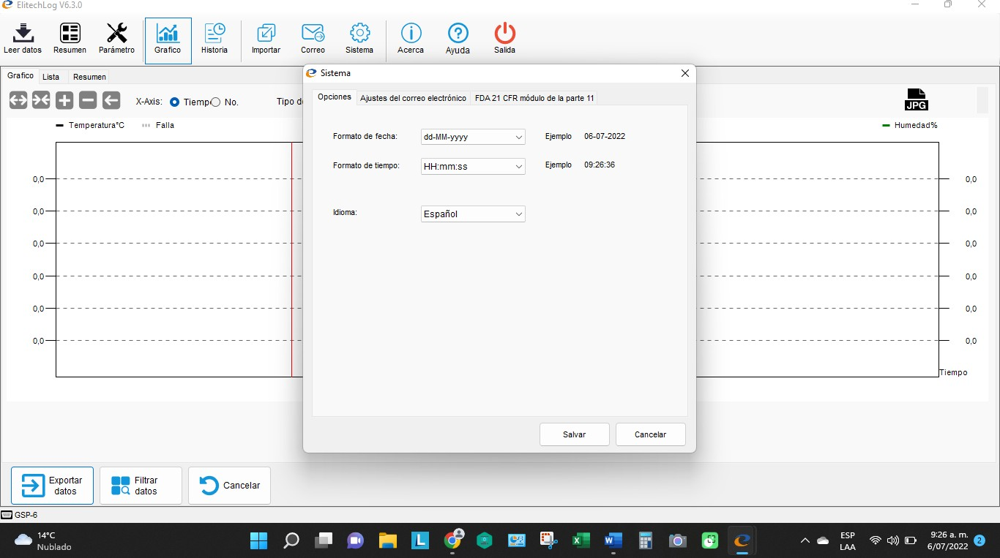 ElitechLog V6.3.0
Leer datos Resumen Parámetro Grafico Historia Importar Correo Sistema Acerca Ayuda Salida
Grafico Lista Resumen
X-Axis: Tiempo No. Tipo d
JPG
Temperatura°C Falla Humedad%
0,0 0,0
0,0 0,0
0,0 0,0
0,0 0,0
0,0 0,0
0,0 0,0
Tiempo
Sistema
Opciones Ajustes del correo electrónico FDA 21 CFR módulo de la parte 11
Formato de fecha: dd-MM-yyyy Ejemplo 06-07-2022
Formato de tiempo: HH:mm:ss Ejemplo 09:26:36
Idioma: Español
Salvar Cancelar
Exportar datos
Filtrar datos
Cancelar
GSP-6
14°C
Nublado
ESP
LAA
9:26 a. m.
6/07/2022
2